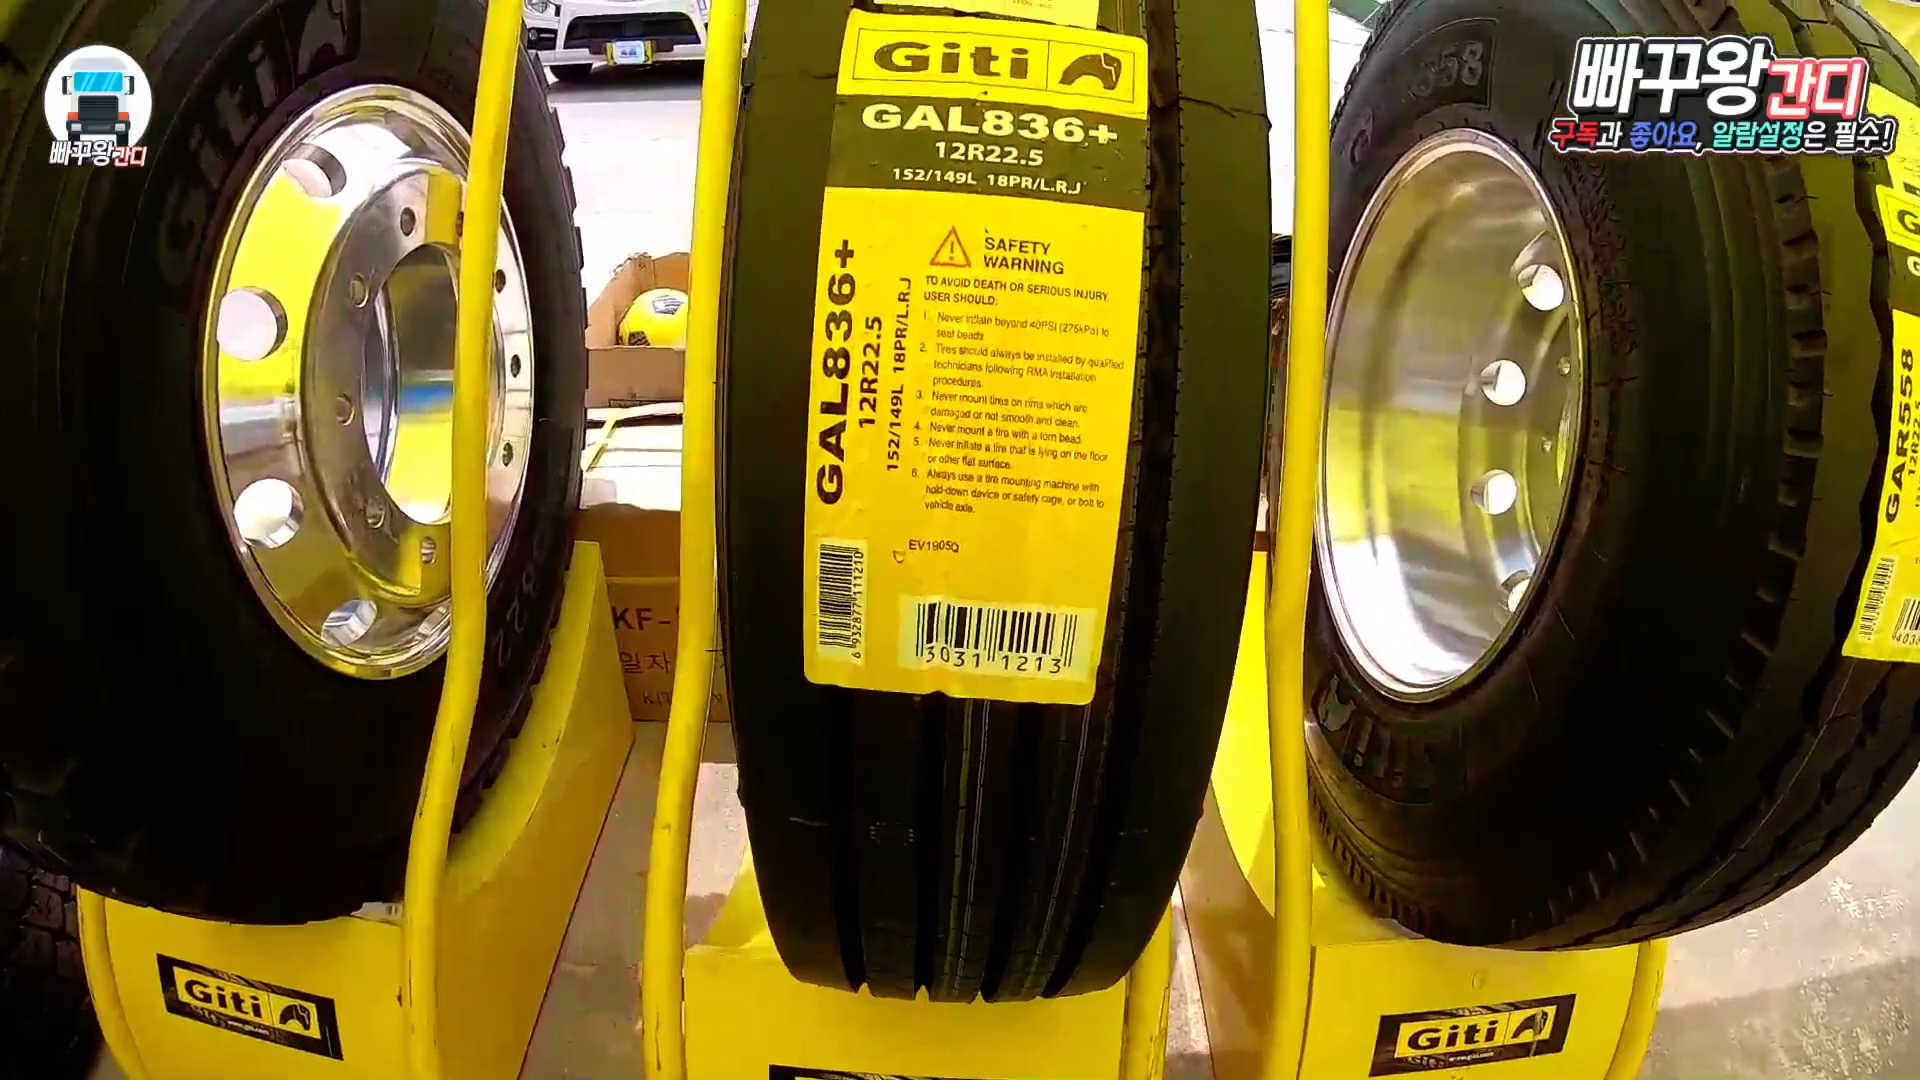 빠꾸왕간디
빠꾸왕간디
구독과 좋아요, 알람설정은 필수!
Giti
Giti
GAL836+
12R22.5
152/149L 18PR/L.R.J
SAFETY
WARNING
TO AVOID DEATH OR SERIOUS INJURY,
USER SHOULD:
1. Never inflate beyond 40PSI (275kPa) to
seat beads.
2. Tires should always be installed by qualified
technicians following RMA installation
procedures.
3. Never mount tires on rims which are
damaged or not smooth and clean.
4. Never mount a tire with a torn bead.
5. Never inflate a tire that is lying on the floor
or other flat surface.
6. Always use a tire mounting machine with
hold-down device or safety cage, or bolt to
vehicle axle.
GAL836+
12R22.5
152/149L 18PR/L.R.J
EV1905Q
6 932877 111210
3031 1213
GAR558
12R22.5
KF-
Giti
Giti